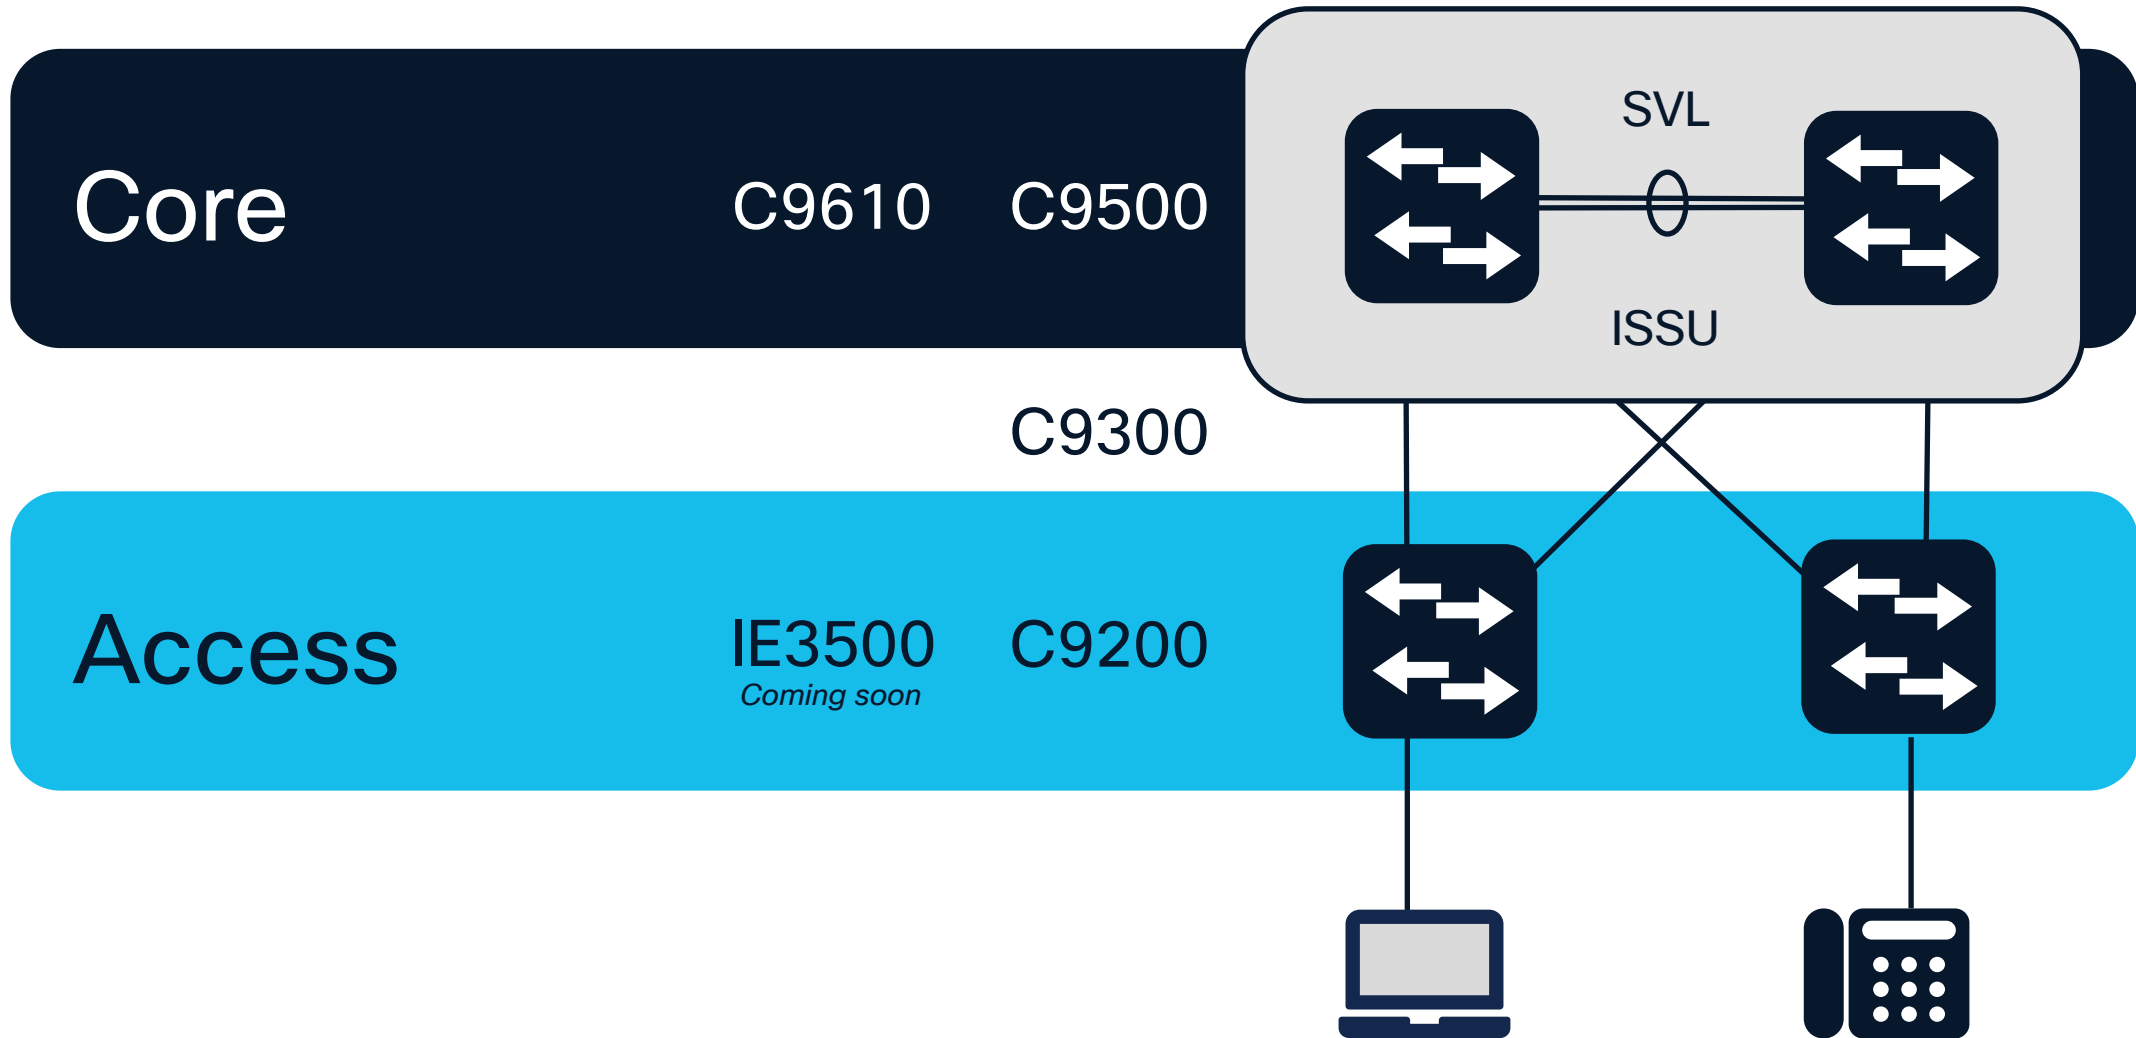 SVL
Core C9610 C9500
ISSU
C9300
Access IE3500 C9200
Coming soon